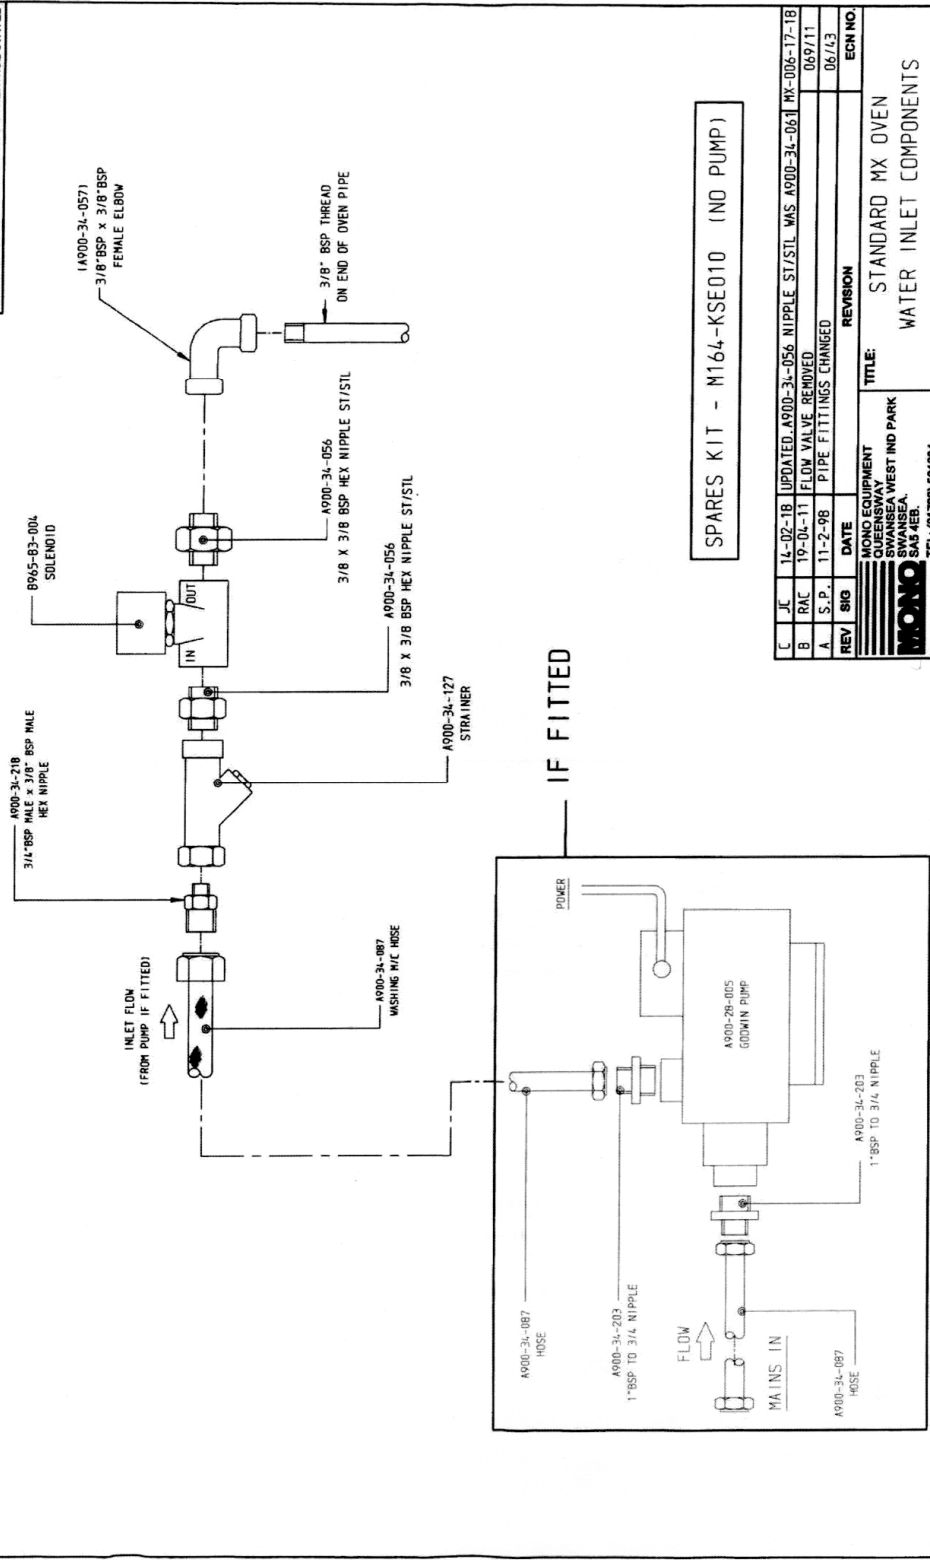 B965-83-004
SOLENOID
(A900-34-057)
3/8"BSP x 3/8"BSP
FEMALE ELBOW
A900-34-218
3/4"BSP MALE x 3/8" BSP MALE
HEX NIPPLE
INLET FLOW
(FROM PUMP IF FITTED)
IN
OUT
3/8" BSP THREAD
ON END OF OVEN PIPE
A900-34-056
3/8 X 3/8 BSP HEX NIPPLE ST/STL
A900-34-056
3/8 X 3/8 BSP HEX NIPPLE ST/STL
A900-34-127
STRAINER
A900-34-087
WASHING M/C HOSE
IF FITTED
POWER
A900-28-005
GODWIN PUMP
A900-34-087
HOSE
A900-34-203
1"BSP TO 3/4 NIPPLE
FLOW
MAINS IN
A900-34-203
1"BSP TO 3/4 NIPPLE
A900-34-087
HOSE
SPARES KIT - M164-KSE010 (NO PUMP)
C JC 14-02-18 UPDATED.A900-34-056 NIPPLE ST/STL WAS A900-34-061 MX-006-17-18
B RAC 19-04-11 FLOW VALVE REMOVED 069/11
A S.P. 11-2-98 PIPE FITTINGS CHANGED 06/43
REV SIG DATE REVISION ECN NO.
MONO
MONO EQUIPMENT
QUEENSWAY
SWANSEA WEST IND PARK
SWANSEA.
SA5 4EB.
TITLE:
STANDARD MX OVEN
WATER INLET COMPONENTS